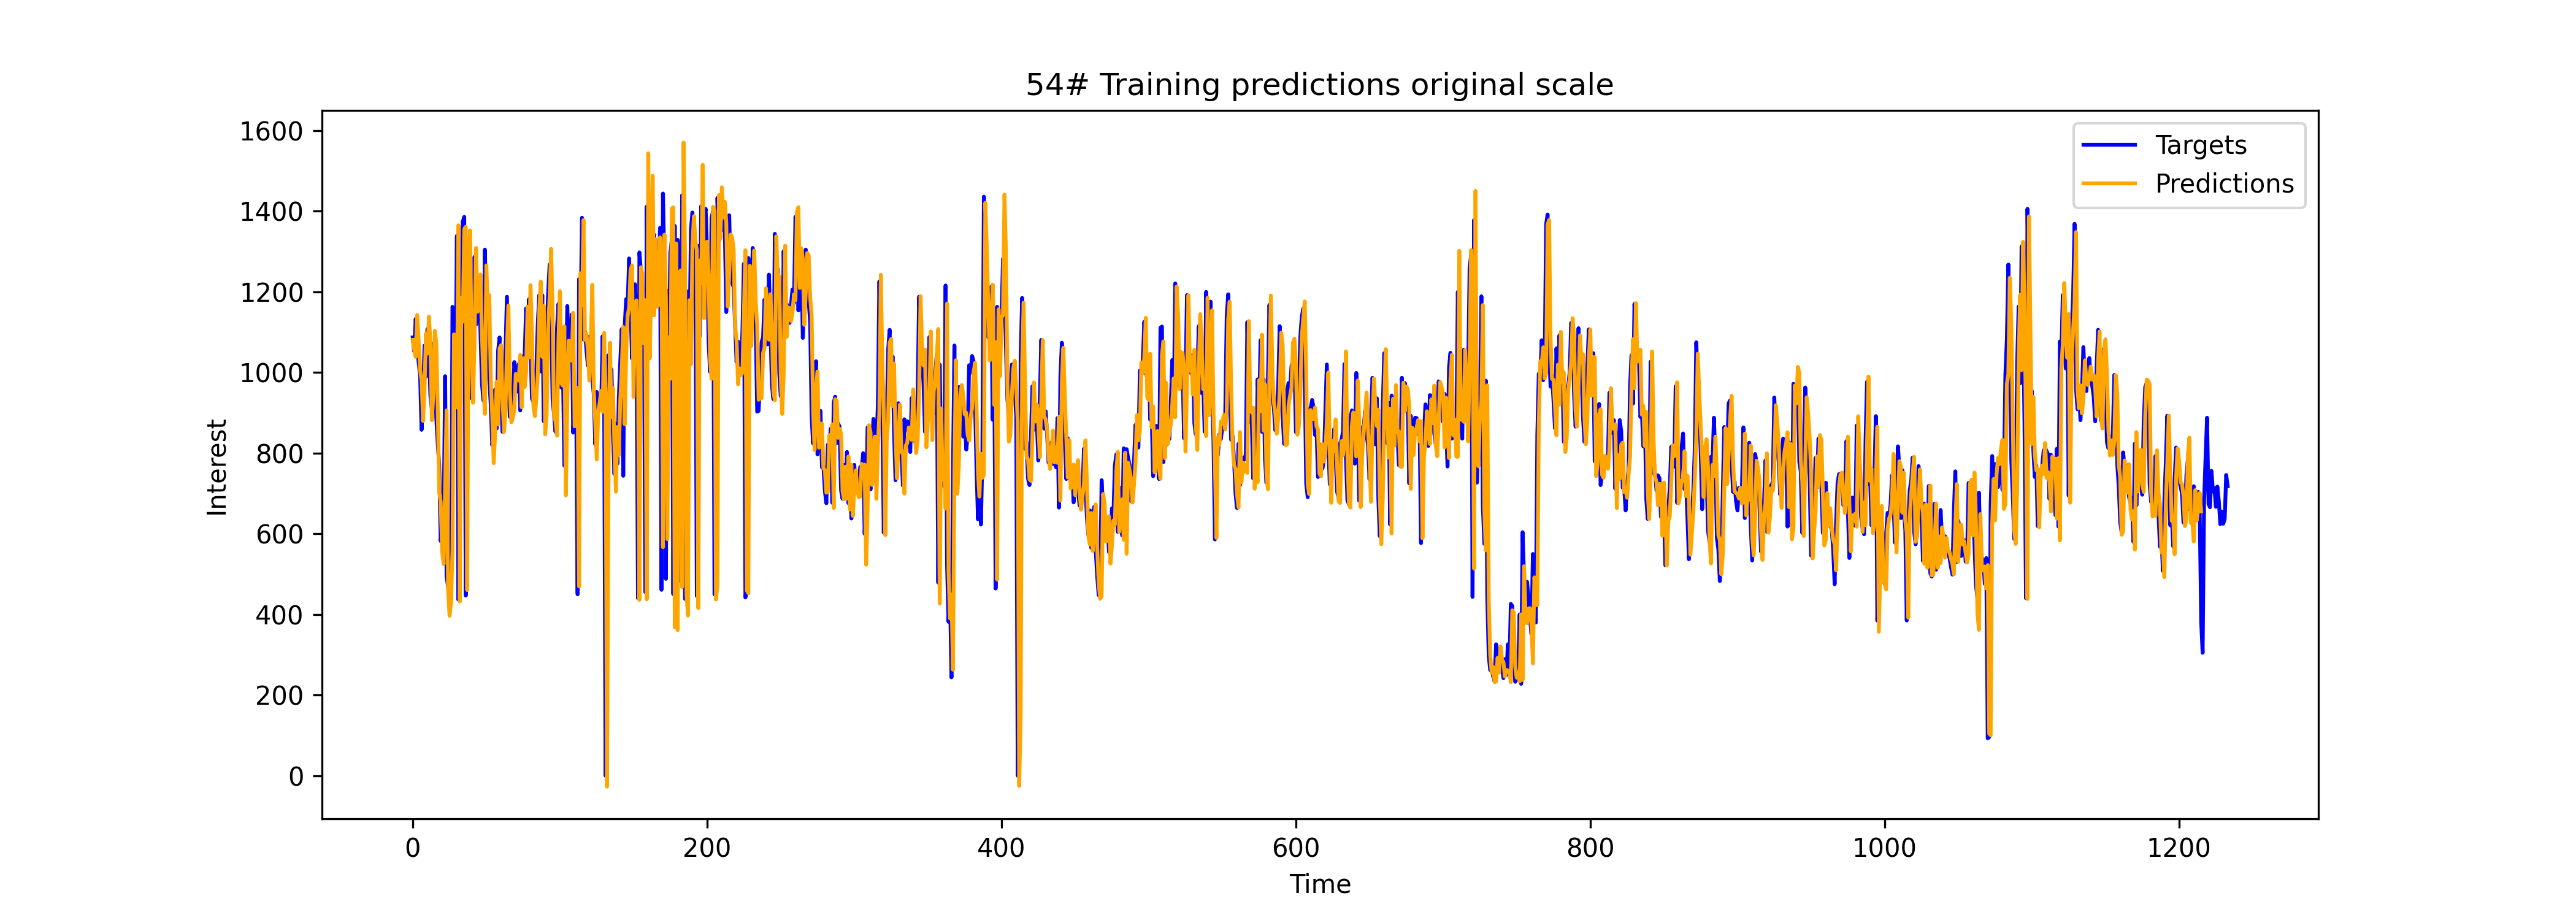 54# Training predictions original scale
Targets
Predictions
Interest
1600
1400
1200
1000
800
600
400
200
0
0 200 400 600 800 1000 1200
Time